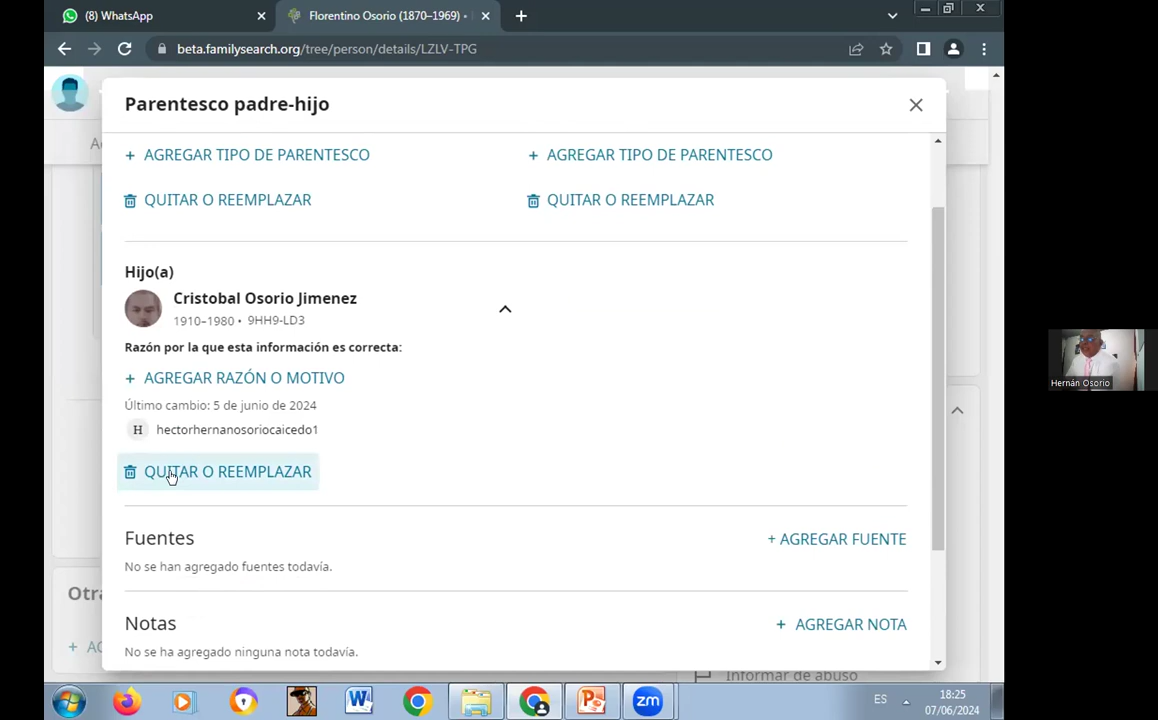 (8) WhatsApp
Florentino Osorio (1870–1969) •
beta.familysearch.org/tree/person/details/LZLV-TPG
Parentesco padre-hijo
+ AGREGAR TIPO DE PARENTESCO
+ AGREGAR TIPO DE PARENTESCO
QUITAR O REEMPLAZAR
QUITAR O REEMPLAZAR
Hijo(a)
Cristobal Osorio Jimenez
1910–1980 • 9HH9-LD3
Razón por la que esta información es correcta:
+ AGREGAR RAZÓN O MOTIVO
Último cambio: 5 de junio de 2024
H hectorhernanosoriocaicedo1
QUITAR O REEMPLAZAR
Fuentes
+ AGREGAR FUENTE
No se han agregado fuentes todavía.
Notas
+ AGREGAR NOTA
No se ha agregado ninguna nota todavía.
Otra
+ AG
Informar de abuso
Hernán Osorio
W
P
zm
ES
18:25
07/06/2024